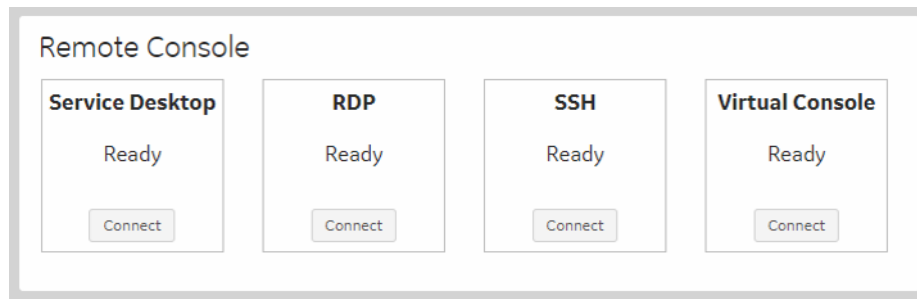 Remote Console
Service Desktop
Ready
Connect
RDP
Ready
Connect
SSH
Ready
Connect
Virtual Console
Ready
Connect